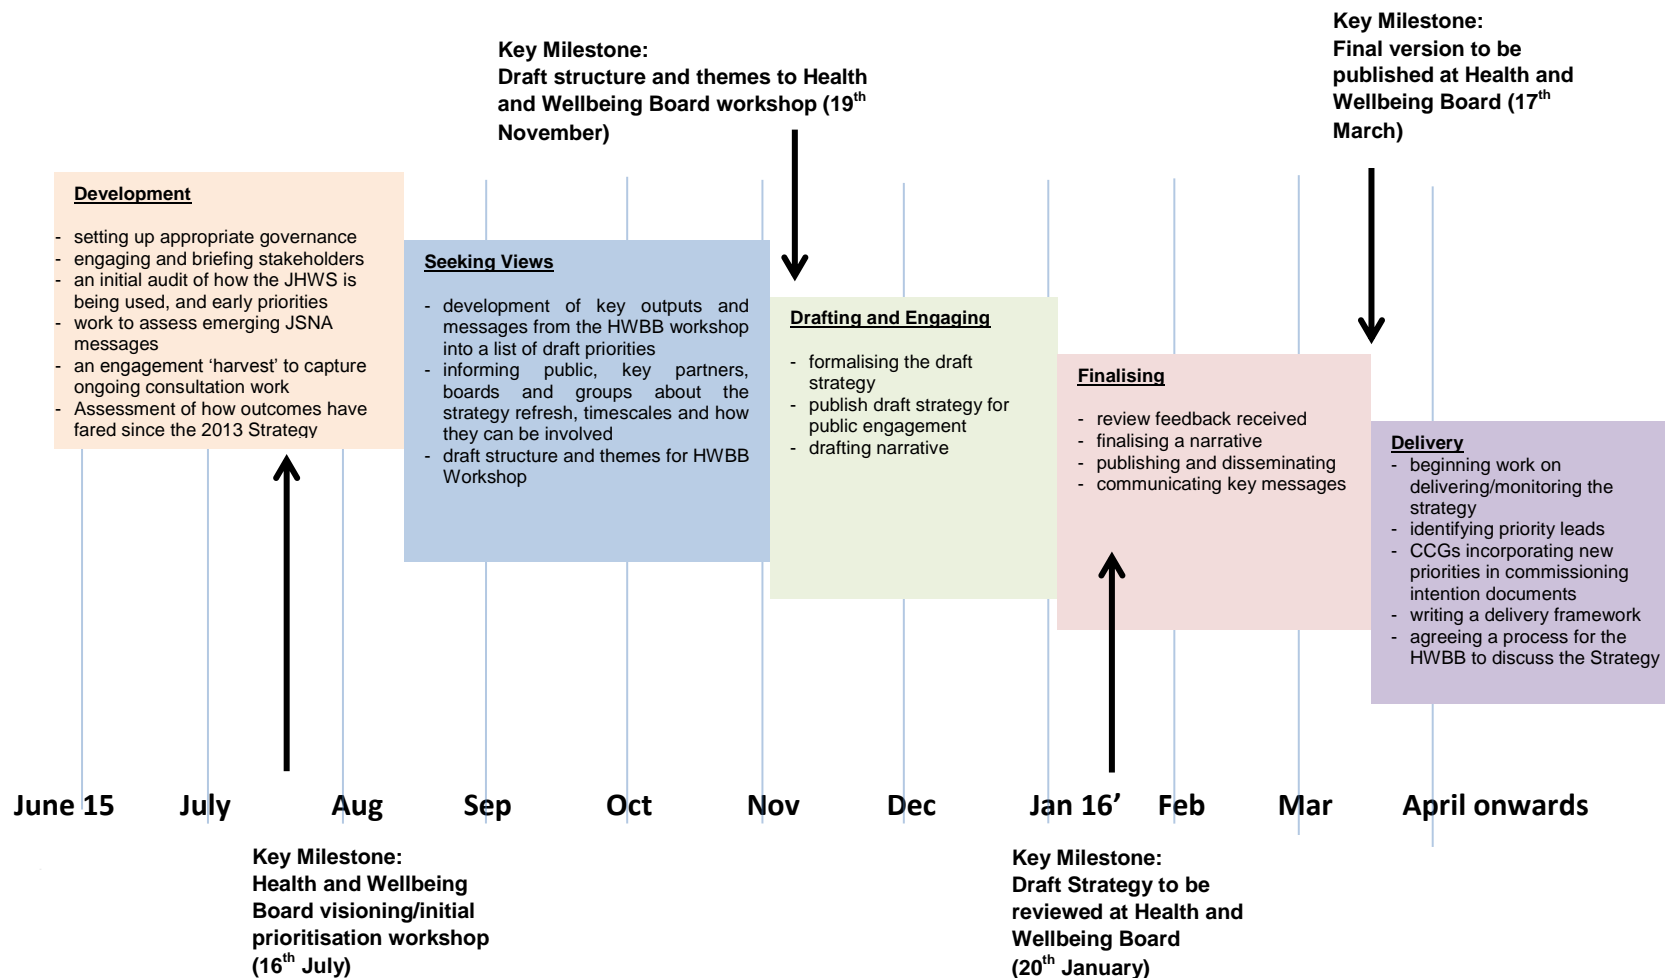 Key Milestone:
Draft structure and themes to Health
and Wellbeing Board workshop (19th
November)
Key Milestone:
Final version to be
published at Health and
Wellbeing Board (17th
March)
Development
- setting up appropriate governance
- engaging and briefing stakeholders
- an initial audit of how the JHWS is
being used, and early priorities
- work to assess emerging JSNA
messages
- an engagement ‘harvest’ to capture
ongoing consultation work
- Assessment of how outcomes have
fared since the 2013 Strategy
Seeking Views
- development of key outputs and
messages from the HWBB workshop
into a list of draft priorities
- informing public, key partners,
boards and groups about the
strategy refresh, timescales and how
they can be involved
- draft structure and themes for HWBB
Workshop
Drafting and Engaging
- formalising the draft
strategy
- publish draft strategy for
public engagement
- drafting narrative
Finalising
- review feedback received
- finalising a narrative
- publishing and disseminating
- communicating key messages
Delivery
- beginning work on
delivering/monitoring the
strategy
- identifying priority leads
- CCGs incorporating new
priorities in commissioning
intention documents
- writing a delivery framework
- agreeing a process for the
HWBB to discuss the Strategy
June 15 July Aug Sep Oct Nov Dec Jan 16’ Feb Mar April onwards
Key Milestone:
Health and Wellbeing
Board visioning/initial
prioritisation workshop
(16th July)
Key Milestone:
Draft Strategy to be
reviewed at Health and
Wellbeing Board
(20th January)